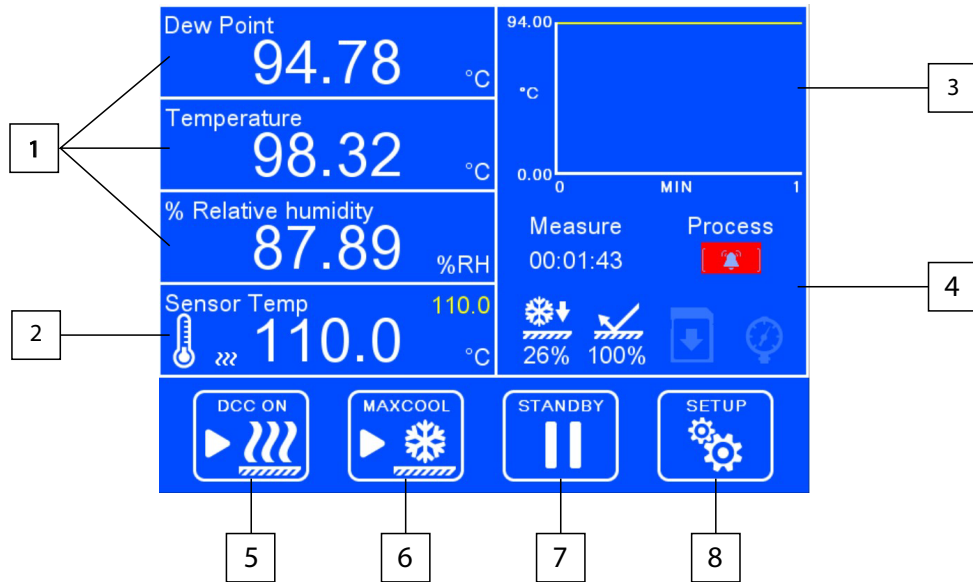 Dew Point
94.78 °C
Temperature
98.32 °C
% Relative humidity
87.89 %RH
Sensor Temp 110.0
110.0 °C
94.00
°C
0.00
0 MIN 1
Measure Process
00:01:43
26% 100%
DCC ON
MAXCOOL
STANDBY
SETUP
1
2
3
4
5
6
7
8